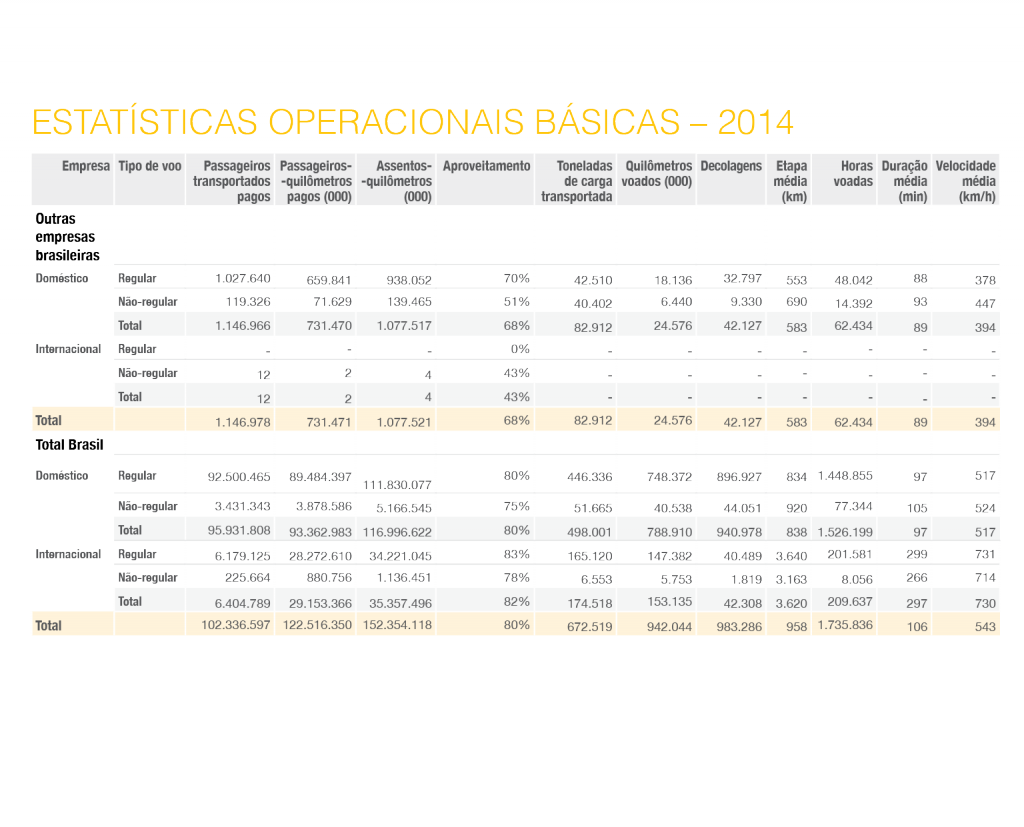 ESTATÍSTICAS OPERACIONAIS BÁSICAS – 2014
Empresa Tipo de voo Passageiros Passageiros- Assentos- Aproveitamento Toneladas Quilômetros Decolagens Etapa Horas Duração Velocidade
transportados -quilômetros -quilômetros de carga voados (000) média voadas média média
pagos pagos (000) (000) transportada (km) (min) (km/h)
Outras
empresas
brasileiras
Doméstico Regular 1.027.640 659.841 938.052 70% 42.510 18.136 32.797 553 48.042 88 378
Não-regular 119.326 71.629 139.465 51% 40.402 6.440 9.330 690 14.392 93 447
Total 1.146.966 731.470 1.077.517 68% 82.912 24.576 42.127 583 62.434 89 394
Internacional Regular - - - 0% - - - - - - -
Não-regular 12 2 4 43% - - - - - - -
Total 12 2 4 43% - - - - - - -
Total 1.146.978 731.471 1.077.521 68% 82.912 24.576 42.127 583 62.434 89 394
Total Brasil
Doméstico Regular 92.500.465 89.484.397 111.830.077 80% 446.336 748.372 896.927 834 1.448.855 97 517
Não-regular 3.431.343 3.878.586 5.166.545 75% 51.665 40.538 44.051 920 77.344 105 524
Total 95.931.808 93.362.983 116.996.622 80% 498.001 788.910 940.978 838 1.526.199 97 517
Internacional Regular 6.179.125 28.272.610 34.221.045 83% 165.120 147.382 40.489 3.640 201.581 299 731
Não-regular 225.664 880.756 1.136.451 78% 6.553 5.753 1.819 3.163 8.056 266 714
Total 6.404.789 29.153.366 35.357.496 82% 174.518 153.135 42.308 3.620 209.637 297 730
Total 102.336.597 122.516.350 152.354.118 80% 672.519 942.044 983.286 958 1.735.836 106 543